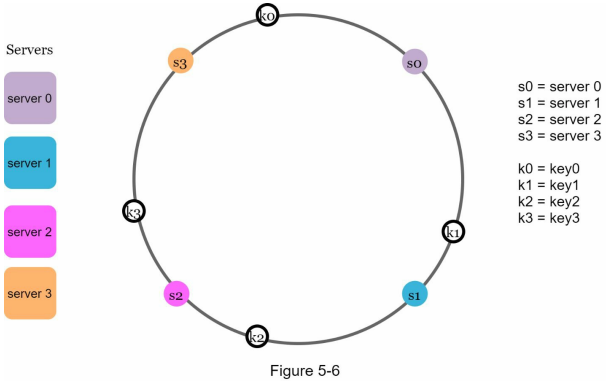 Servers
server 0
server 1
server 2
server 3
k0
s0
s3
k3
k1
s2
s1
k2
s0 = server 0
s1 = server 1
s2 = server 2
s3 = server 3
k0 = key0
k1 = key1
k2 = key2
k3 = key3
Figure 5-6